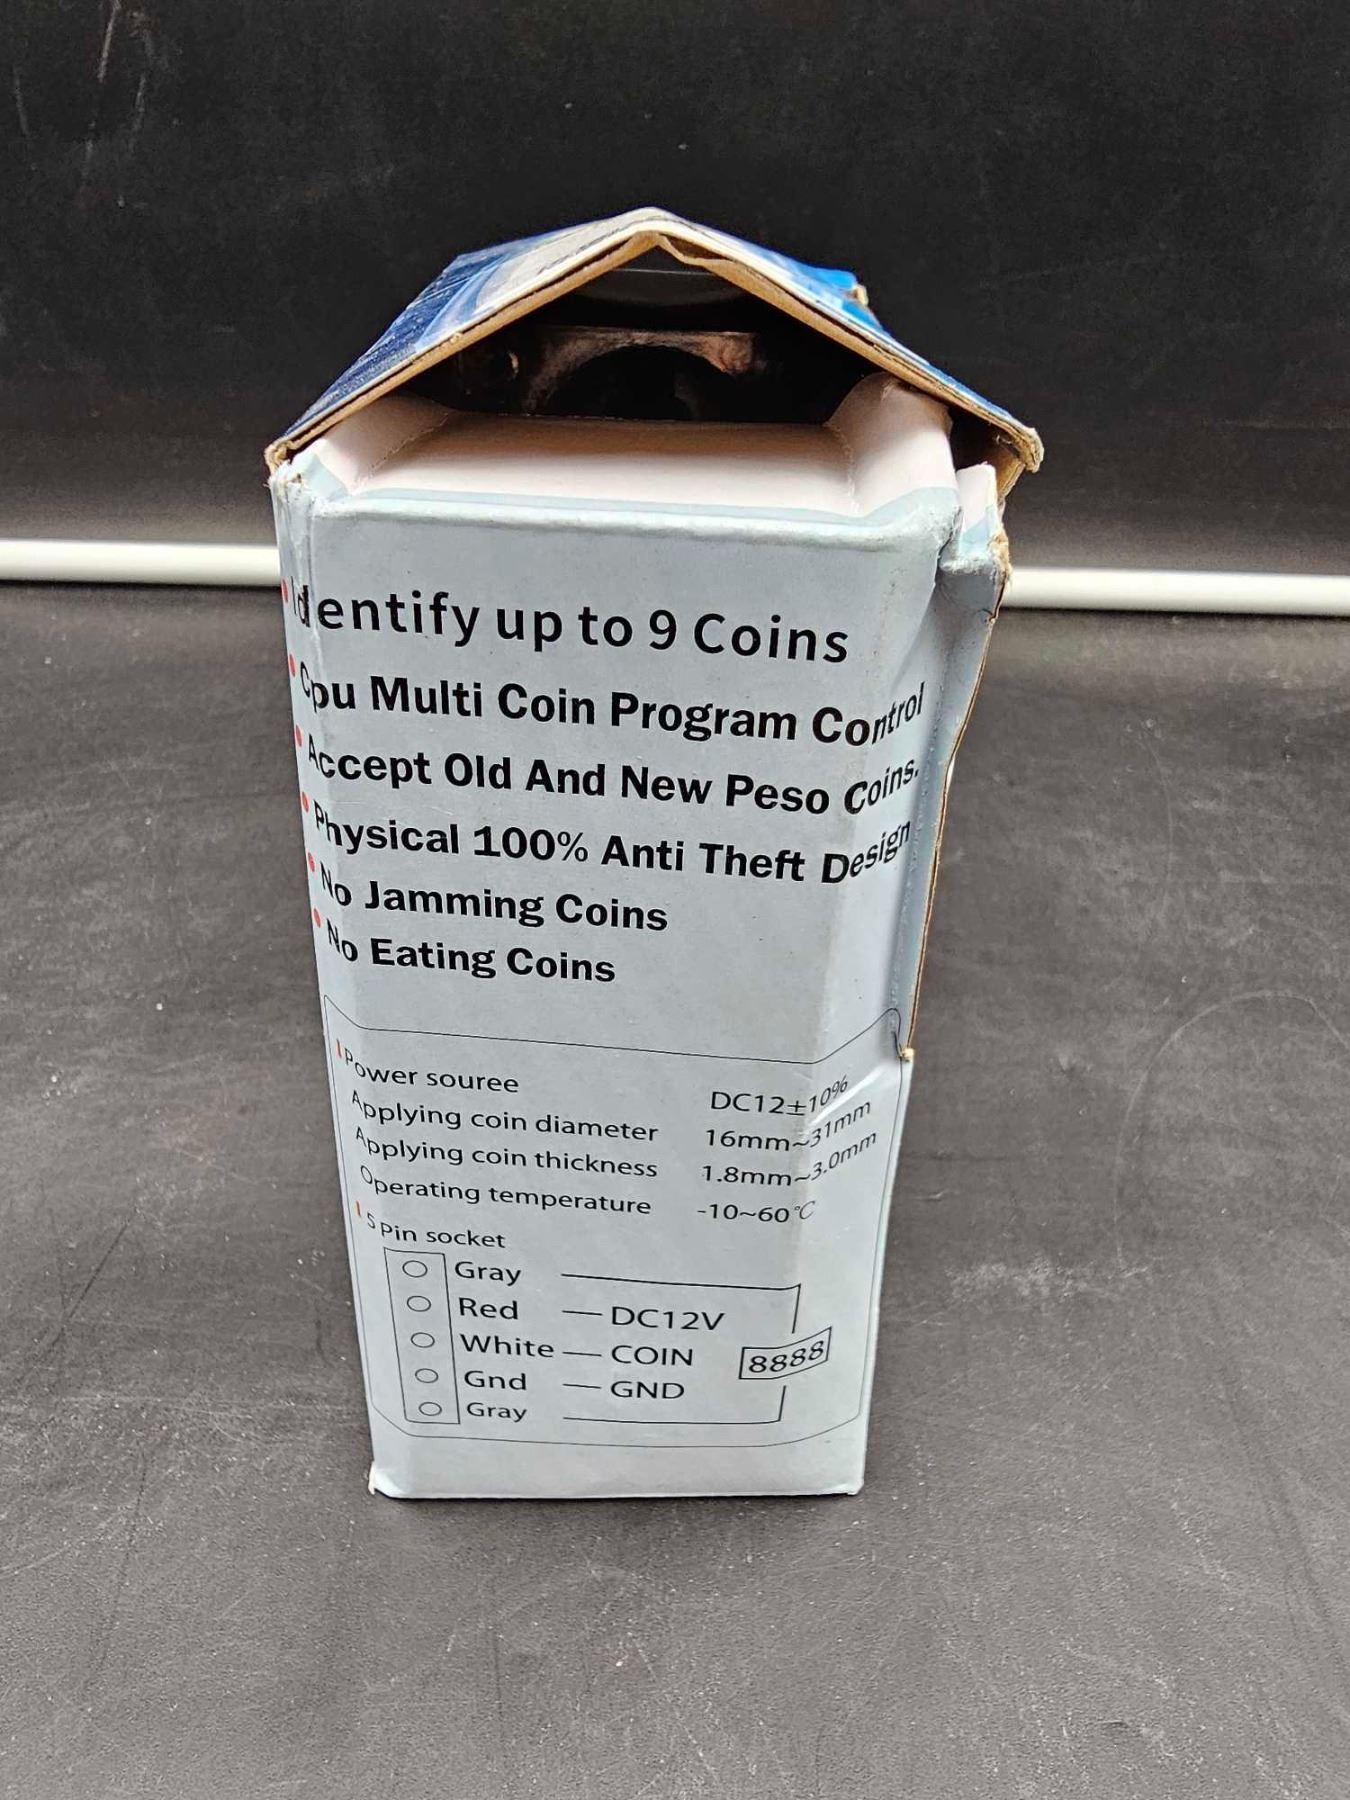 Identify up to 9 Coins
Cpu Multi Coin Program Control
Accept Old And New Peso Coins.
Physical 100% Anti Theft Design
No Jamming Coins
No Eating Coins
Power souree DC12±10%
Applying coin diameter 16mm~31mm
Applying coin thickness 1.8mm~3.0mm
Operating temperature -10~60℃
5 Pin socket
Gray
Red DC12V
White COIN 8888
Gnd GND
Gray